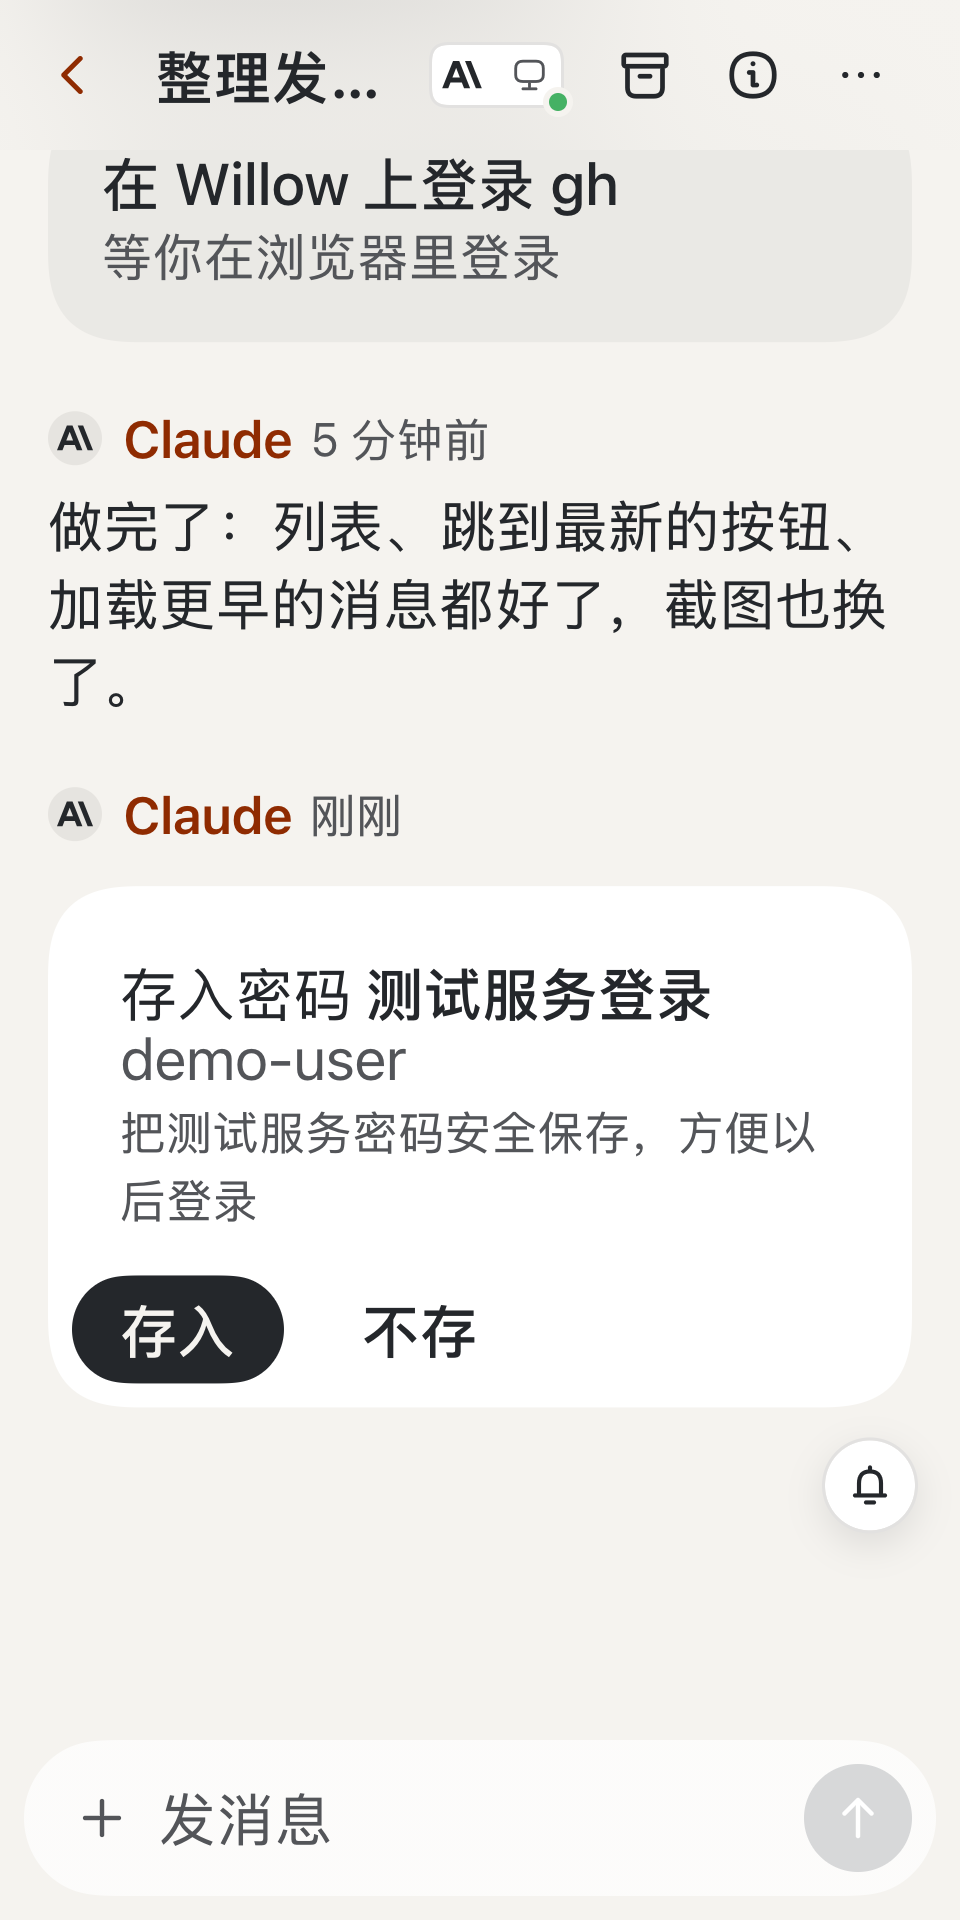 整理发...
在 Willow 上登录 gh
等你在浏览器里登录
Claude 5 分钟前
做完了：列表、跳到最新的按钮、
加载更早的消息都好了，截图也换
了。
Claude 刚刚
存入密码 测试服务登录
demo-user
把测试服务密码安全保存，方便以
后登录
存入 不存
发消息